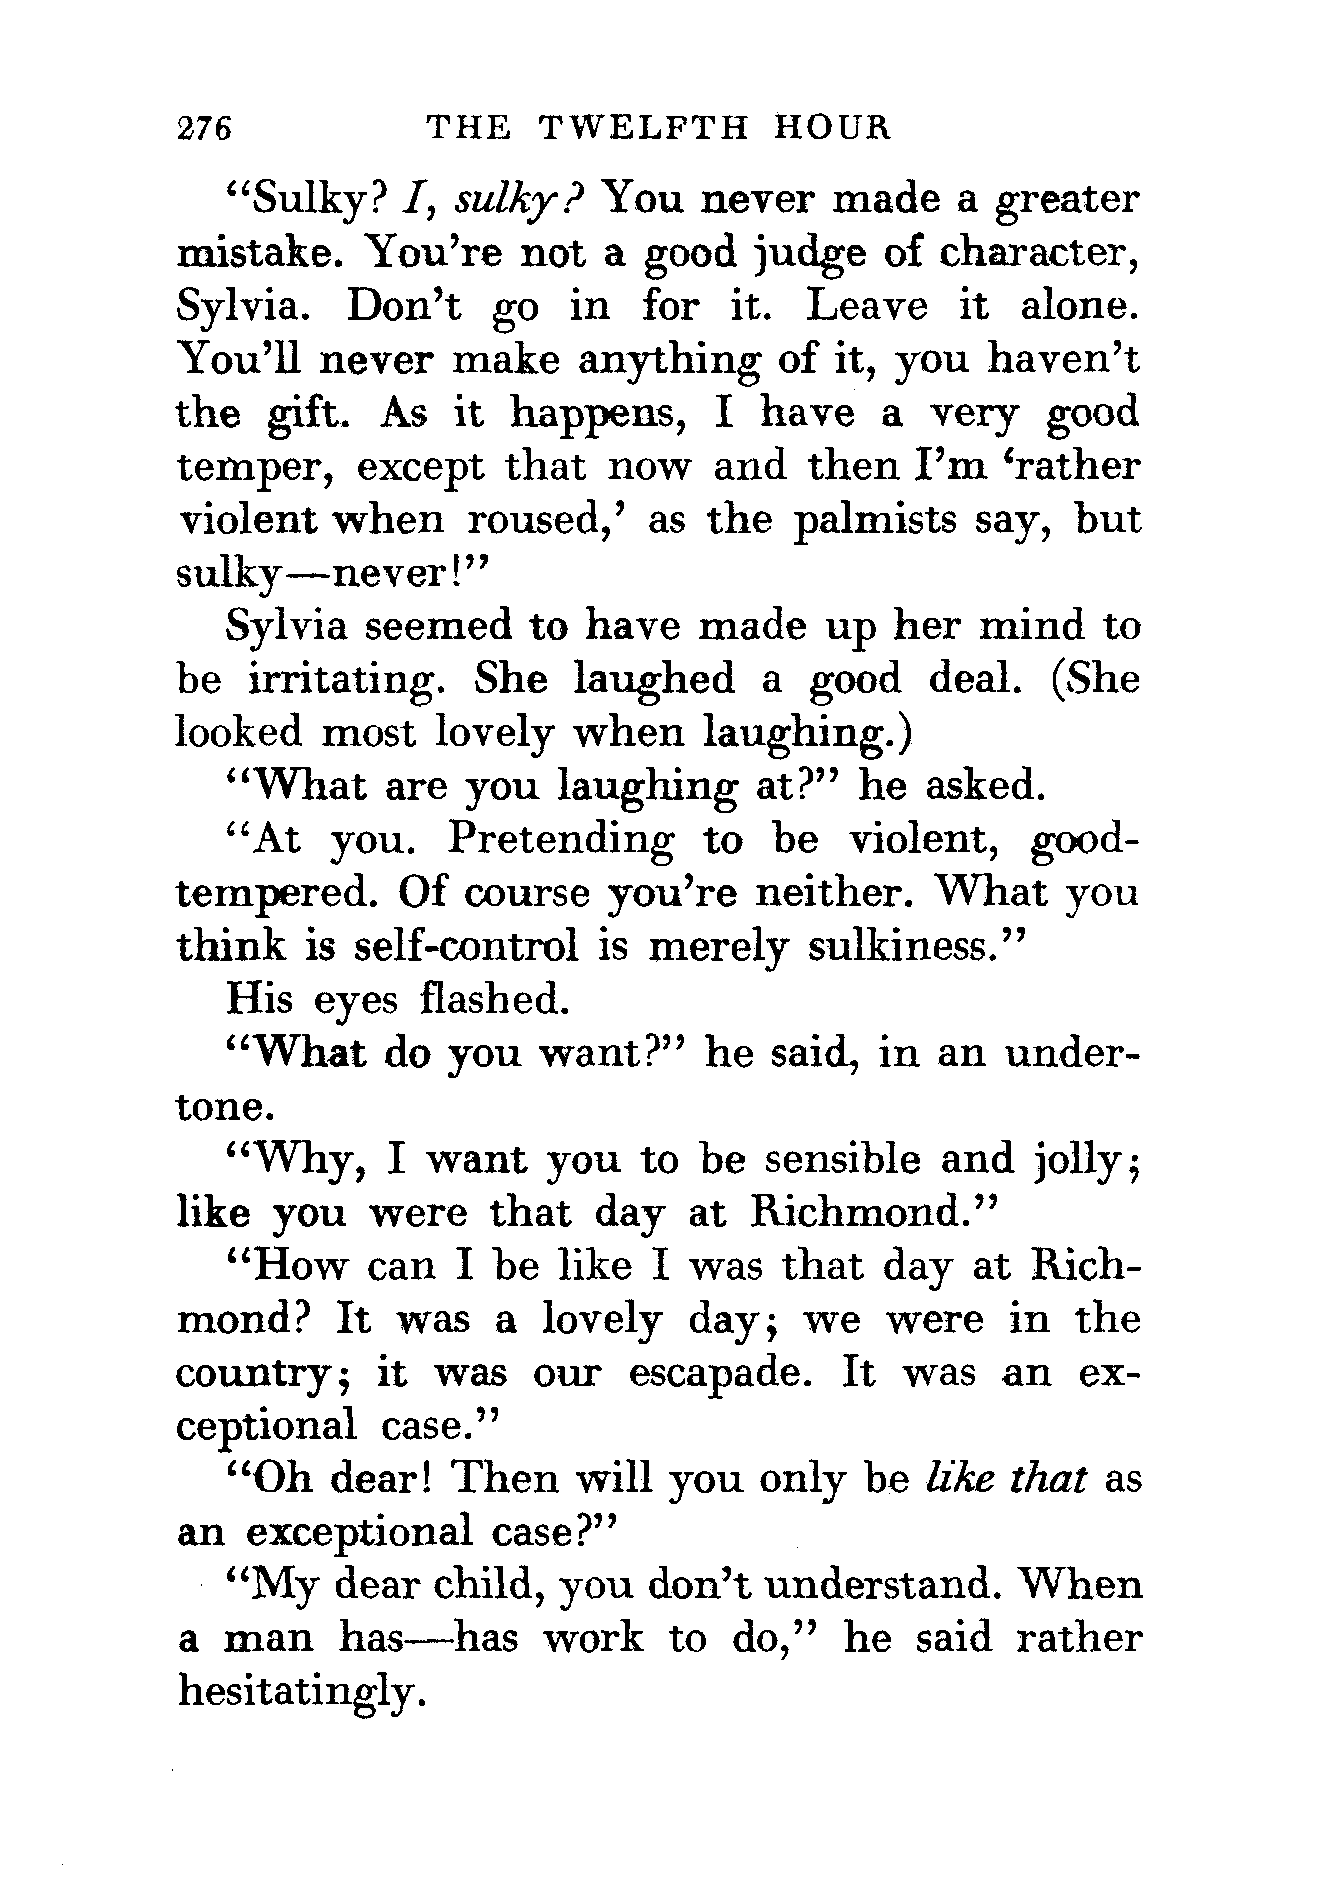 276 THE TWELFTH HOUR
“Sulky? I, sulky? You never made a greater
mistake. You’re not a good judge of character,
Sylvia. Don’t go in for it. Leave it alone.
You’ll never make anything of it, you haven’t
the gift. As it happens, I have a very good
temper, except that now and then I’m ‘rather
violent when roused,’ as the palmists say, but
sulky—never!”
Sylvia seemed to have made up her mind to
be irritating. She laughed a good deal. (She
looked most lovely when laughing.)
“What are you laughing at?” he asked.
“At you. Pretending to be violent, good-
tempered. Of course you’re neither. What you
think is self-control is merely sulkiness.”
His eyes flashed.
“What do you want?” he said, in an under-
tone.
“Why, I want you to be sensible and jolly;
like you were that day at Richmond.”
“How can I be like I was that day at Rich-
mond? It was a lovely day; we were in the
country; it was our escapade. It was an ex-
ceptional case.”
“Oh dear! Then will you only be like that as
an exceptional case?”
“My dear child, you don’t understand. When
a man has—has work to do,” he said rather
hesitatingly.